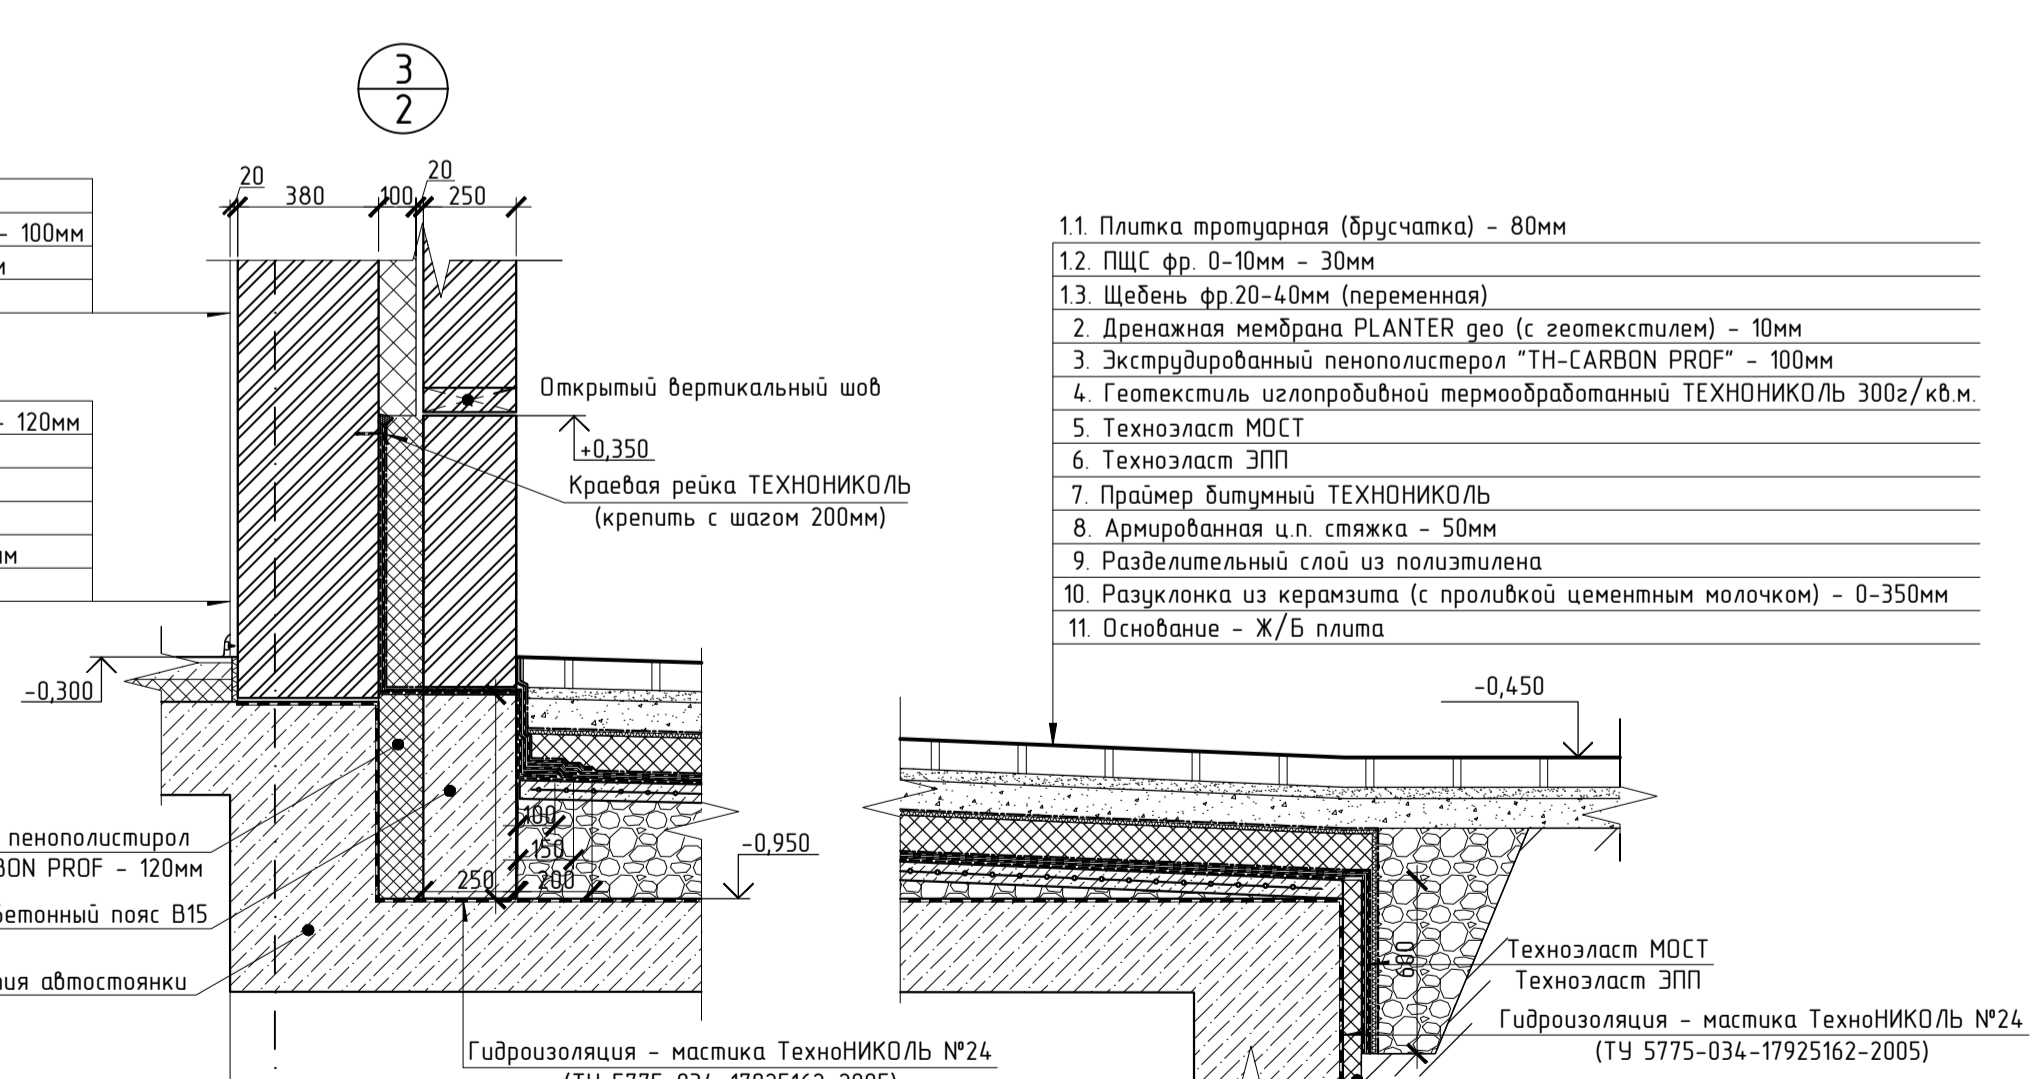 3
2
20
380
100
20
250
- 100мм
- 120мм
Открытый вертикальный шов
+0,350
Краевая рейка ТЕХНОНИКОЛЬ
(крепить с шагом 200мм)
-0,300
пенополистирол
PROF - 120мм
пояс В15
автостоянки
100
150
250
200
-0,950
Гидроизоляция - мастика ТехноНИКОЛЬ №24
1.1. Плитка тротуарная (брусчатка) - 80мм
1.2. ПЩС фр. 0-10мм - 30мм
1.3. Щебень фр.20-40мм (переменная)
2. Дренажная мембрана PLANTER geo (с геотекстилем) - 10мм
3. Экструдированный пенополистерол "TH-CARBON PROF" - 100мм
4. Геотекстиль иглопробивной термообработанный ТЕХНОНИКОЛЬ 300г/кв.м.
5. Техноэласт МОСТ
6. Техноэласт ЭПП
7. Праймер битумный ТЕХНОНИКОЛЬ
8. Армированная ц.п. стяжка - 50мм
9. Разделительный слой из полиэтилена
10. Разуклонка из керамзита (с проливкой цементным молочком) - 0-350мм
11. Основание - Ж/Б плита
-0,450
600
Техноэласт МОСТ
Техноэласт ЭПП
Гидроизоляция - мастика ТехноНИКОЛЬ №24
(ТУ 5775-034-17925162-2005)